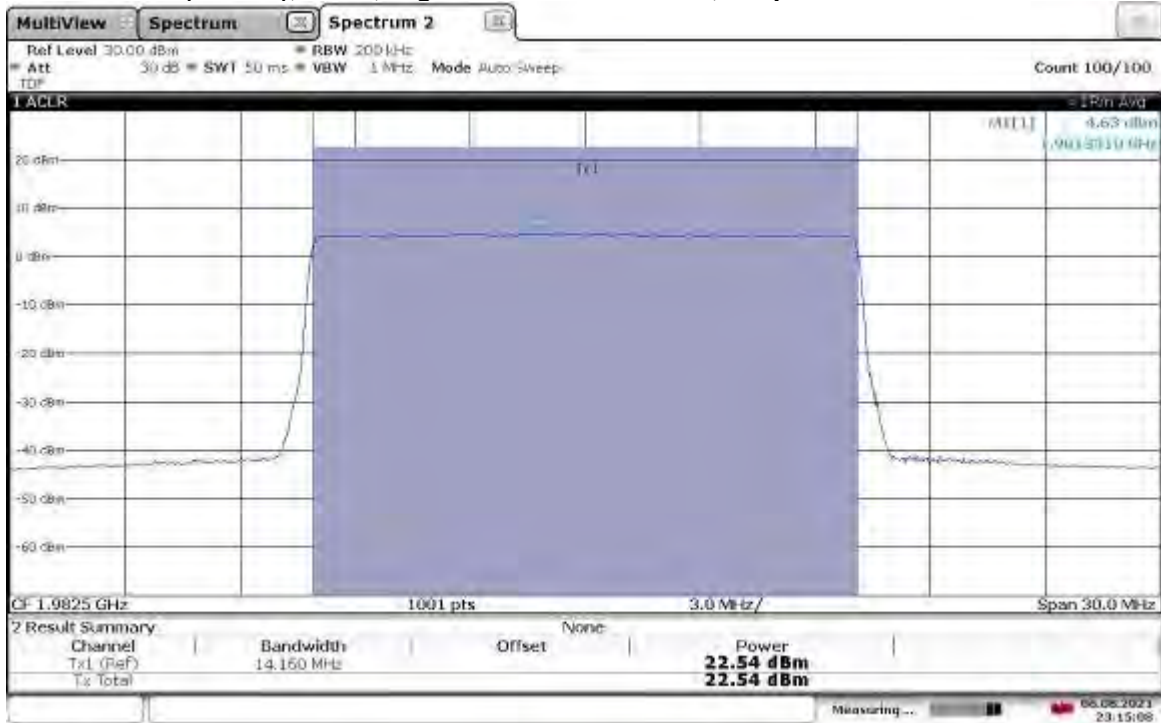 MultiView Spectrum Spectrum 2
Ref Level 30.00 dBm RBW 200 kHz
Att 30 dB SWT 50 ms VBW 1 MHz Mode Auto Sweep Count 100/100
TDF
1 ACLR 1Rm Avg
M1[1] 4.63 dBm
GHz
20 dBm
Tx1
10 dBm
0 dBm
-10 dBm
-20 dBm
-30 dBm
-40 dBm
-50 dBm
-60 dBm
CF 1.9825 GHz 1001 pts 3.0 MHz/ Span 30.0 MHz
2 Result Summary None
Channel Bandwidth Offset Power
Tx1 (Ref) 14.160 MHz 22.54 dBm
Tx Total 22.54 dBm
Measuring...
23:15:08